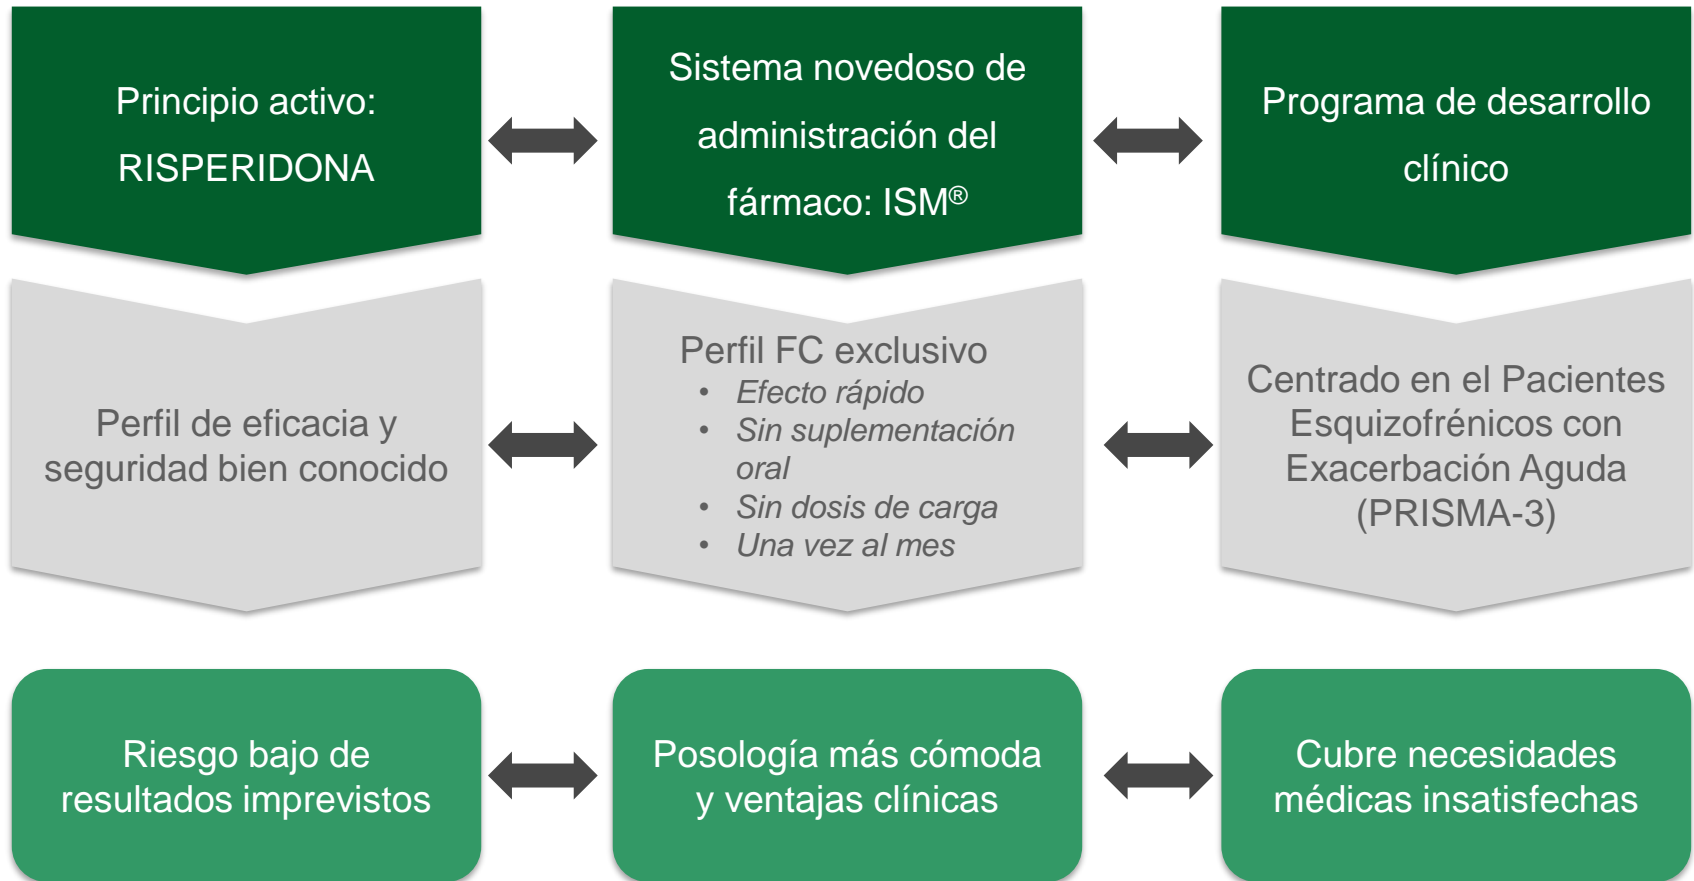 Principio activo:
RISPERIDONA
Sistema novedoso de
administración del
fármaco: ISM®
Programa de desarrollo
clínico
Perfil de eficacia y
seguridad bien conocido
Perfil FC exclusivo
• Efecto rápido
• Sin suplementación
oral
• Sin dosis de carga
• Una vez al mes
Centrado en el Pacientes
Esquizofrénicos con
Exacerbación Aguda
(PRISMA-3)
Riesgo bajo de
resultados imprevistos
Posología más cómoda
y ventajas clínicas
Cubre necesidades
médicas insatisfechas